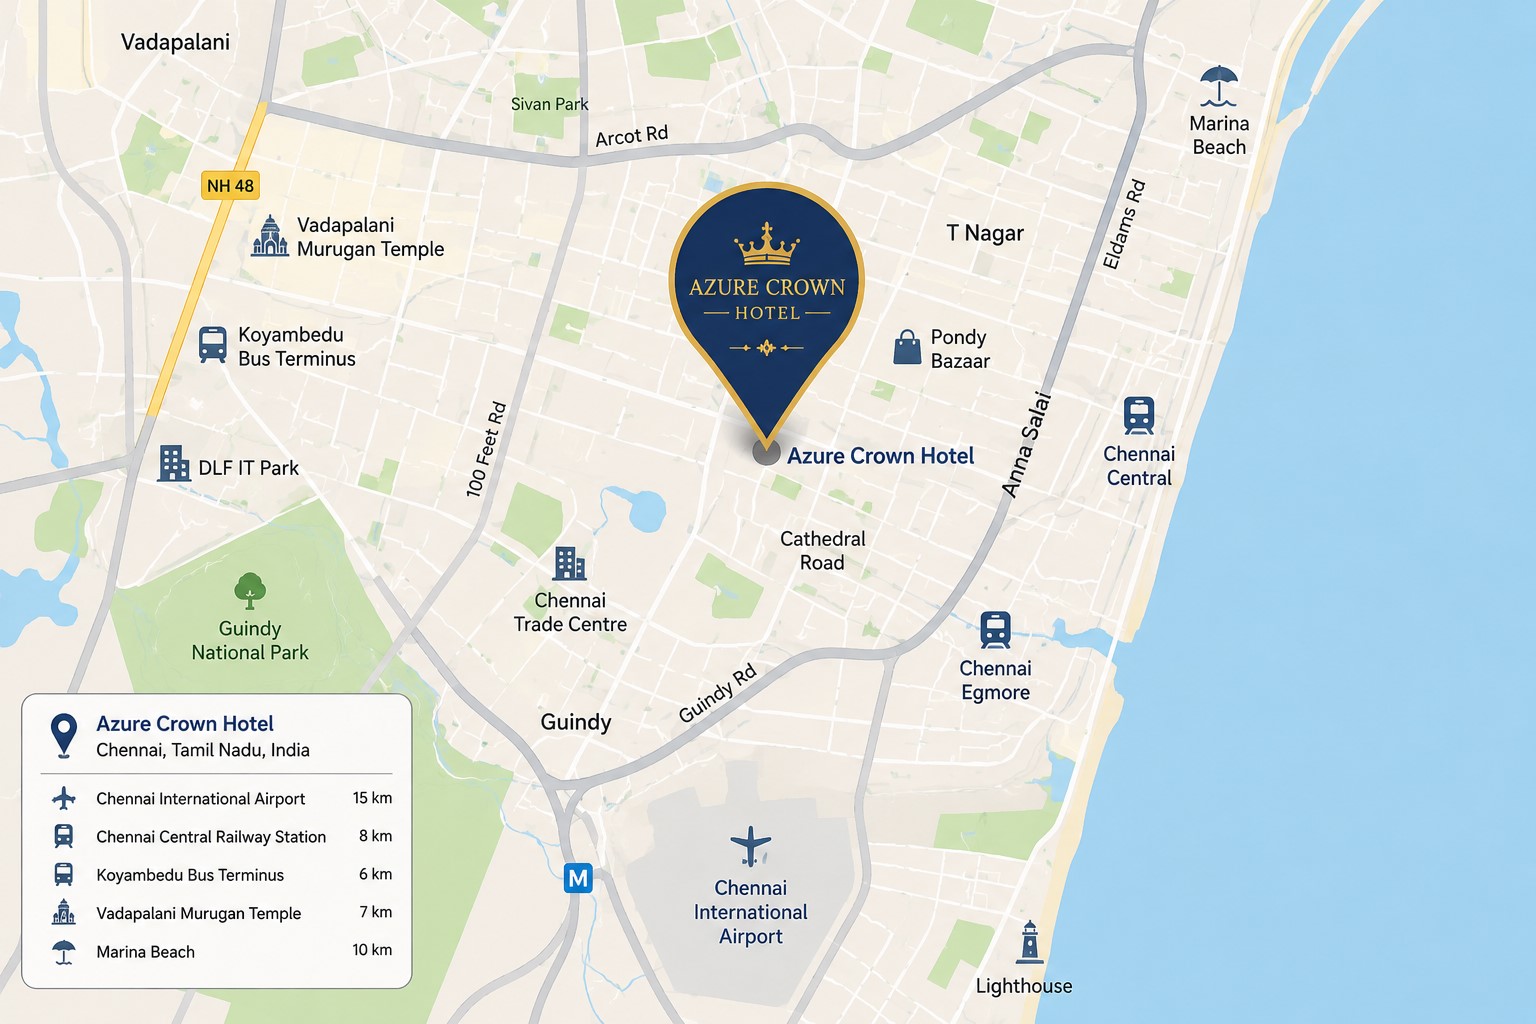 Vadapalani
Sivan Park
Arcot Rd
Marina
Beach
NH 48
Vadapalani
Murugan Temple
T Nagar
Eldams Rd
AZURE CROWN
HOTEL
Koyambedu
Bus Terminus
Pondy
Bazaar
100 Feet Rd
Anna Salai
Azure Crown Hotel
Chennai
Central
DLF IT Park
Cathedral
Road
Chennai
Trade Centre
Guindy
National Park
Chennai
Egmore
Guindy Rd
Guindy
Azure Crown Hotel
Chennai, Tamil Nadu, India
Chennai International Airport 15 km
Chennai Central Railway Station 8 km
Koyambedu Bus Terminus 6 km
Vadapalani Murugan Temple 7 km
Marina Beach 10 km
M
Chennai
International
Airport
Lighthouse